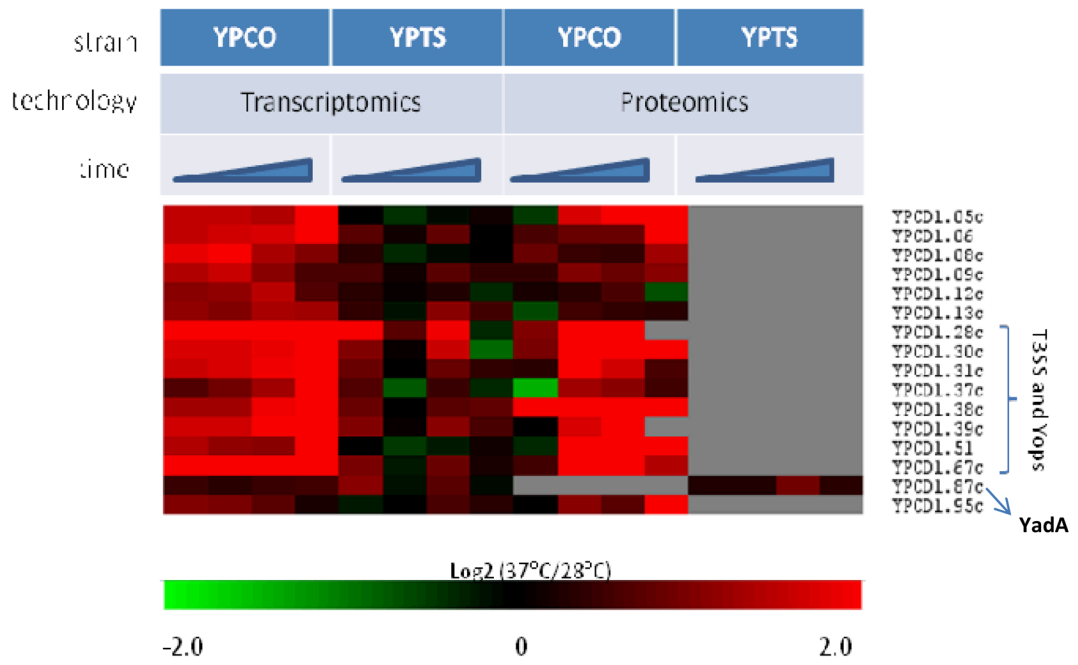 strain YPCO YPTS YPCO YPTS
technology Transcriptomics Proteomics
time
YPCD1.05c
YPCD1.06
YPCD1.08c
YPCD1.09c
YPCD1.12c
YPCD1.13c
YPCD1.28c
YPCD1.30c
YPCD1.31c
YPCD1.37c
YPCD1.38c
YPCD1.39c
YPCD1.51
YPCD1.67c
YPCD1.87c
YPCD1.95c
T3SS and Yops
YadA
Log2 (37°C/28°C)
-2.0 0 2.0